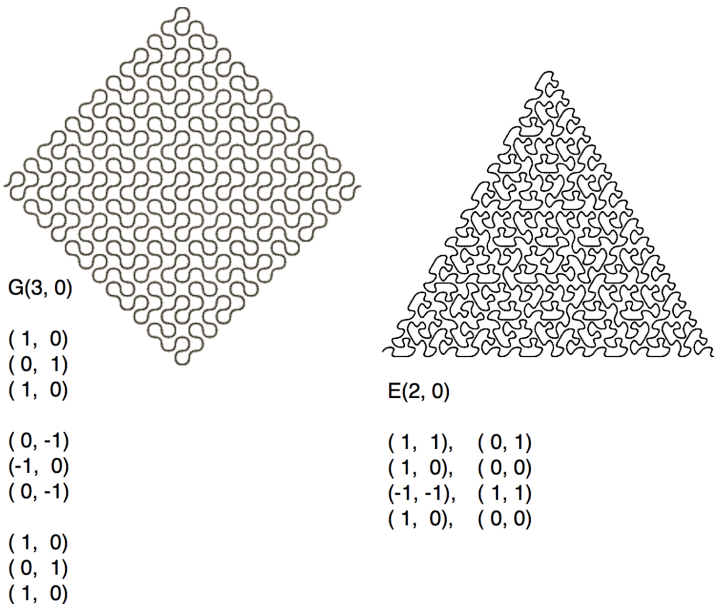 G(3, 0)
( 1, 0)
( 0, 1)
( 1, 0)
( 0, -1)
(-1, 0)
( 0, -1)
( 1, 0)
( 0, 1)
( 1, 0)
E(2, 0)
( 1, 1), ( 0, 1)
( 1, 0), ( 0, 0)
(-1, -1), ( 1, 1)
( 1, 0), ( 0, 0)